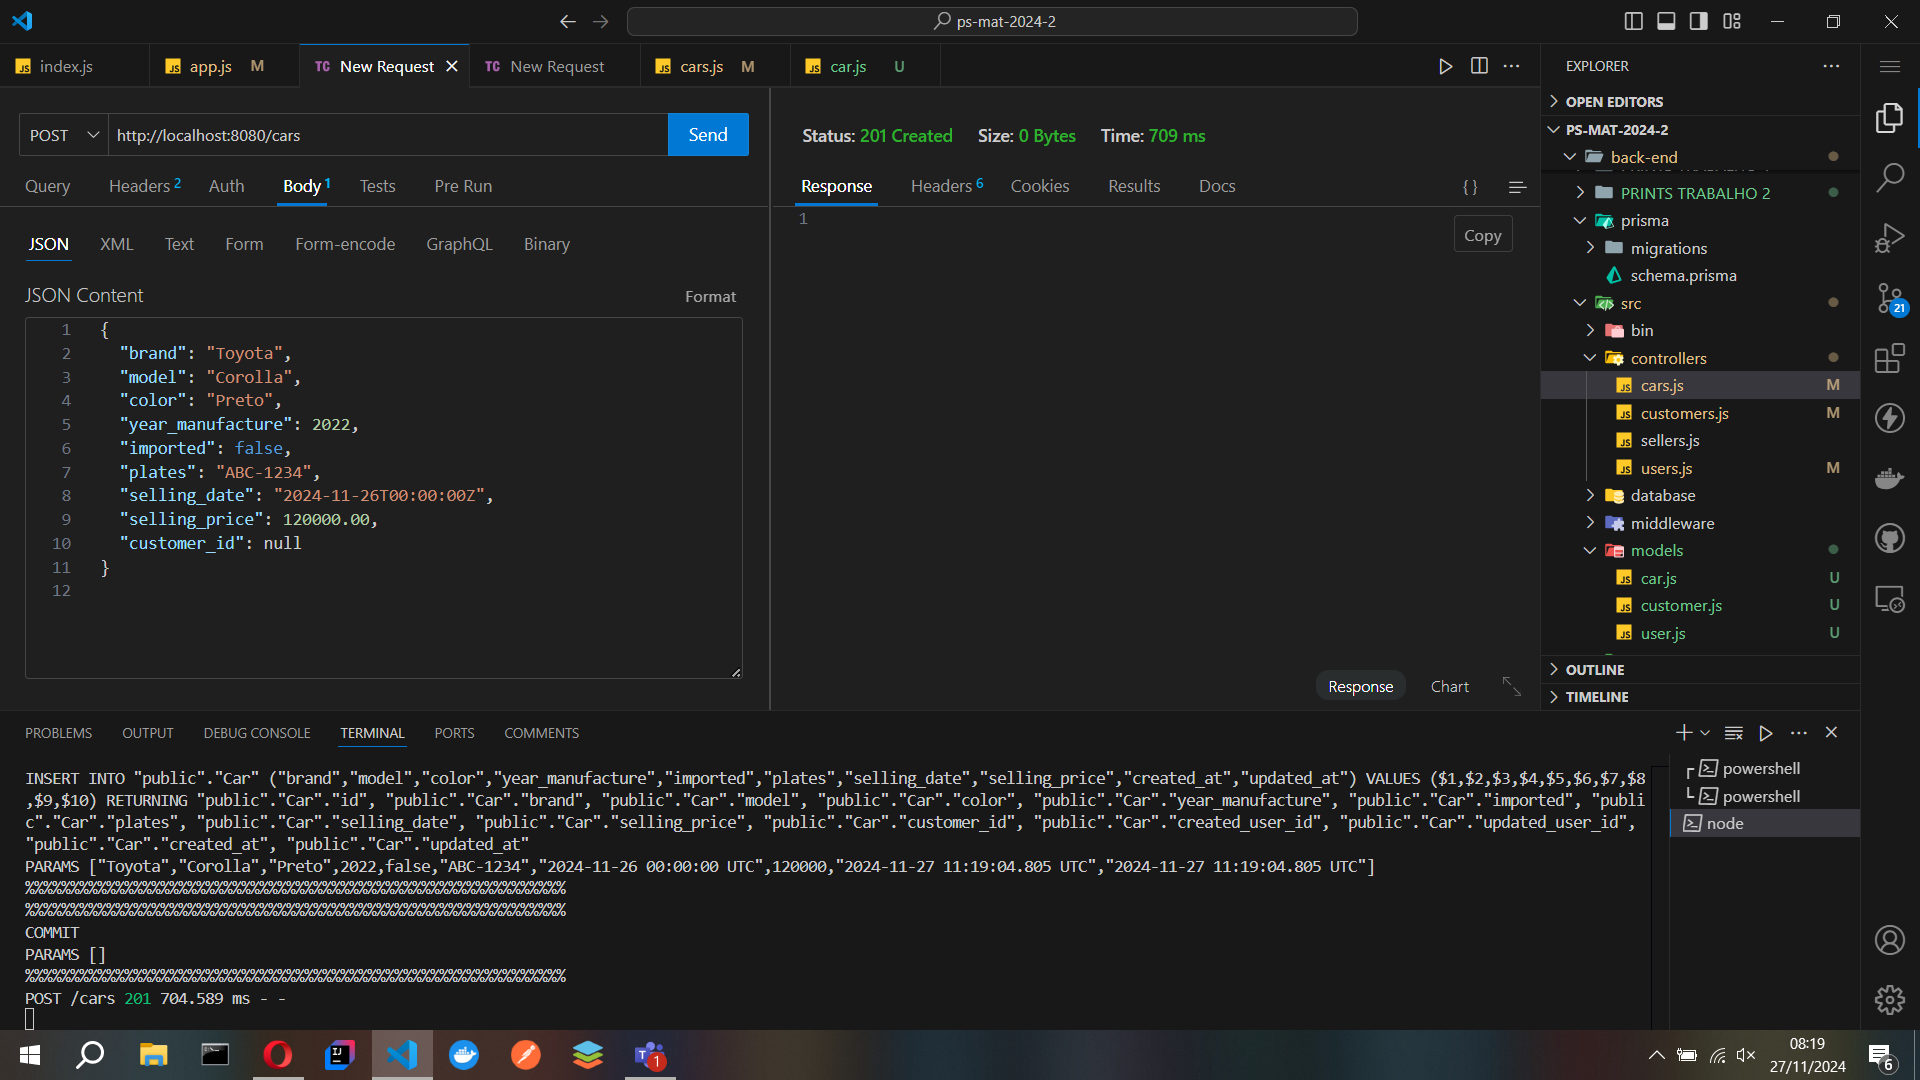 ps-mat-2024-2
index.js
app.js M
TC New Request
TC New Request
cars.js M
car.js U
EXPLORER
POST http://localhost:8080/cars Send
Query Headers 2 Auth Body 1 Tests Pre Run
JSON XML Text Form Form-encode GraphQL Binary
JSON Content Format
1 {
2 "brand": "Toyota",
3 "model": "Corolla",
4 "color": "Preto",
5 "year_manufacture": 2022,
6 "imported": false,
7 "plates": "ABC-1234",
8 "selling_date": "2024-11-26T00:00:00Z",
9 "selling_price": 120000.00,
10 "customer_id": null
11 }
12
Status: 201 Created Size: 0 Bytes Time: 709 ms
Response Headers 6 Cookies Results Docs {}
1
Copy
Response Chart
OPEN EDITORS
PS-MAT-2024-2
back-end
PRINTS TRABALHO 2
prisma
migrations
schema.prisma
src
bin
controllers
cars.js M
customers.js M
sellers.js
users.js M
database
middleware
models
car.js U
customer.js U
user.js U
OUTLINE
TIMELINE
21
PROBLEMS OUTPUT DEBUG CONSOLE TERMINAL PORTS COMMENTS
INSERT INTO "public"."Car" ("brand","model","color","year_manufacture","imported","plates","selling_date","selling_price","created_at","updated_at") VALUES ($1,$2,$3,$4,$5,$6,$7,$8
,$9,$10) RETURNING "public"."Car"."id", "public"."Car"."brand", "public"."Car"."model", "public"."Car"."color", "public"."Car"."year_manufacture", "public"."Car"."imported", "publi
c"."Car"."plates", "public"."Car"."selling_date", "public"."Car"."selling_price", "public"."Car"."customer_id", "public"."Car"."created_user_id", "public"."Car"."updated_user_id",
"public"."Car"."created_at", "public"."Car"."updated_at"
PARAMS ["Toyota","Corolla","Preto",2022,false,"ABC-1234","2024-11-26 00:00:00 UTC",120000,"2024-11-27 11:19:04.805 UTC","2024-11-27 11:19:04.805 UTC"]
%%%%%%%%%%%%%%%%%%%%%%%%%%%%%%%%%%%%%%%%%%%%%%%%%%%%%%%%
%%%%%%%%%%%%%%%%%%%%%%%%%%%%%%%%%%%%%%%%%%%%%%%%%%%%%%%%
COMMIT
PARAMS []
%%%%%%%%%%%%%%%%%%%%%%%%%%%%%%%%%%%%%%%%%%%%%%%%%%%%%%%%
POST /cars 201 704.589 ms - -
powershell
powershell
node
1
08:19
27/11/2024
6